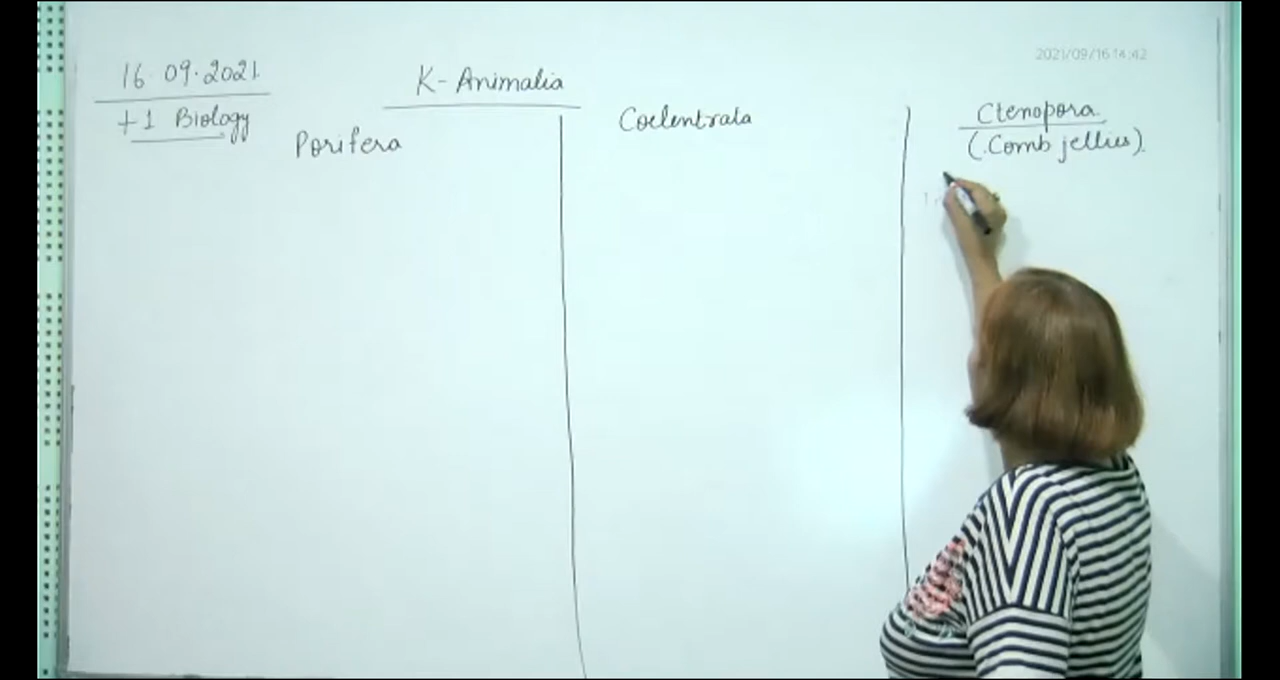 2021/09/16 14:42
16.09.2021
+1 Biology
K- Animalia
Porifera
Coelentrata
Ctenopora
(Comb jellies)